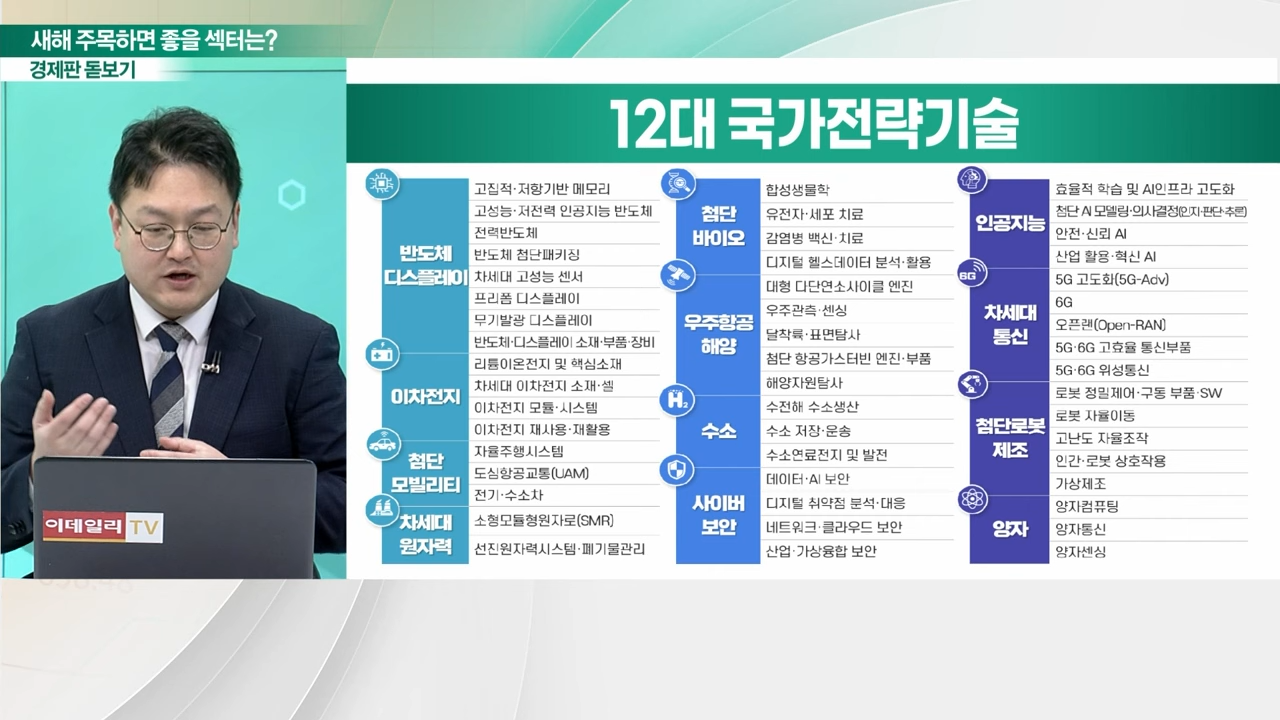 새해 주목하면 좋을 섹터는?
경제판 돋보기
이데일리 TV
12대 국가전략기술
반도체
디스플레이
고집적·저항기반 메모리
고성능·저전력 인공지능 반도체
전력반도체
반도체 첨단패키징
차세대 고성능 센서
프리폼 디스플레이
무기발광 디스플레이
반도체·디스플레이 소재·부품·장비
이차전지
리튬이온전지 및 핵심소재
차세대 이차전지 소재·셀
이차전지 모듈·시스템
이차전지 재사용·재활용
첨단
모빌리티
자율주행시스템
도심항공교통(UAM)
전기·수소차
차세대
원자력
소형모듈형원자로(SMR)
선진원자력시스템·폐기물관리
첨단
바이오
합성생물학
유전자·세포 치료
감염병 백신·치료
디지털 헬스데이터 분석·활용
우주항공
해양
대형 다단연소사이클 엔진
우주관측·센싱
달착륙·표면탐사
첨단 항공가스터빈 엔진·부품
해양자원탐사
H₂
수소
수전해 수소생산
수소 저장·운송
수소연료전지 및 발전
사이버
보안
데이터·AI 보안
디지털 취약점 분석·대응
네트워크·클라우드 보안
산업·가상융합 보안
인공지능
효율적 학습 및 AI인프라 고도화
첨단 AI 모델링·의사결정(인지·판단·추론)
안전·신뢰 AI
산업 활용·혁신 AI
6G
차세대
통신
5G 고도화(5G-Adv)
6G
오픈랜(Open-RAN)
5G·6G 고효율 통신부품
5G·6G 위성통신
첨단로봇
제조
로봇 정밀제어·구동 부품·SW
로봇 자율이동
고난도 자율조작
인간·로봇 상호작용
가상제조
양자
양자컴퓨팅
양자통신
양자센싱